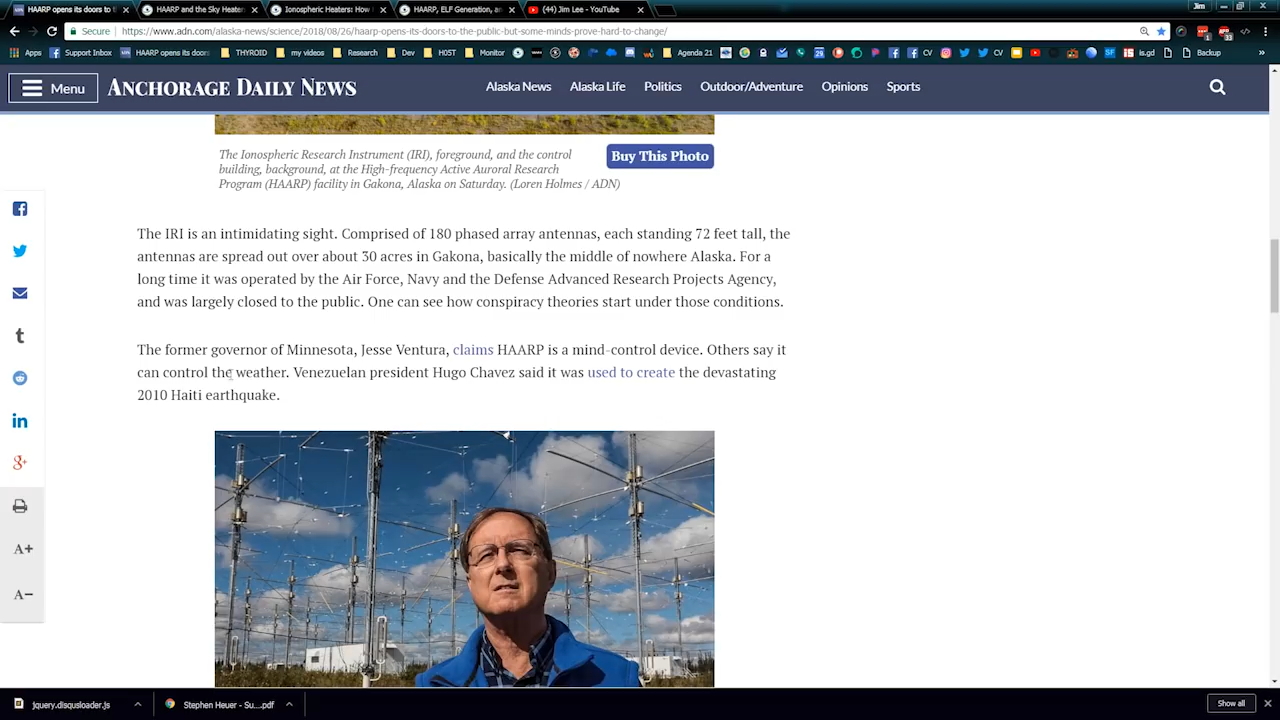 HAARP opens its doors to t
HAARP and the Sky Heaters
Ionospheric Heaters: How
HAARP, ELF Generation, an
Jim Lee - YouTube
Jim
Secure
https://www.adn.com/alaska-news/science/2018/08/26/haarp-opens-its-doors-to-the-public-but-some-minds-prove-hard-to-change/
Apps Support Inbox HAARP opens its doors THYROID my videos Research Dev HOST Monitor Agenda 21 CV CV is.gd Backup
Menu
ANCHORAGE DAILY NEWS
Alaska News Alaska Life Politics Outdoor/Adventure Opinions Sports
The Ionospheric Research Instrument (IRI), foreground, and the control
building, background, at the High-frequency Active Auroral Research
Program (HAARP) facility in Gakona, Alaska on Saturday. (Loren Holmes / ADN)
Buy This Photo
The IRI is an intimidating sight. Comprised of 180 phased array antennas, each standing 72 feet tall, the
antennas are spread out over about 30 acres in Gakona, basically the middle of nowhere Alaska. For a
long time it was operated by the Air Force, Navy and the Defense Advanced Research Projects Agency,
and was largely closed to the public. One can see how conspiracy theories start under those conditions.
The former governor of Minnesota, Jesse Ventura, claims HAARP is a mind-control device. Others say it
can control the weather. Venezuelan president Hugo Chavez said it was used to create the devastating
2010 Haiti earthquake.
A+
A−
jquery.disqusloader.js
Stephen Heuer - Su....pdf
Show all